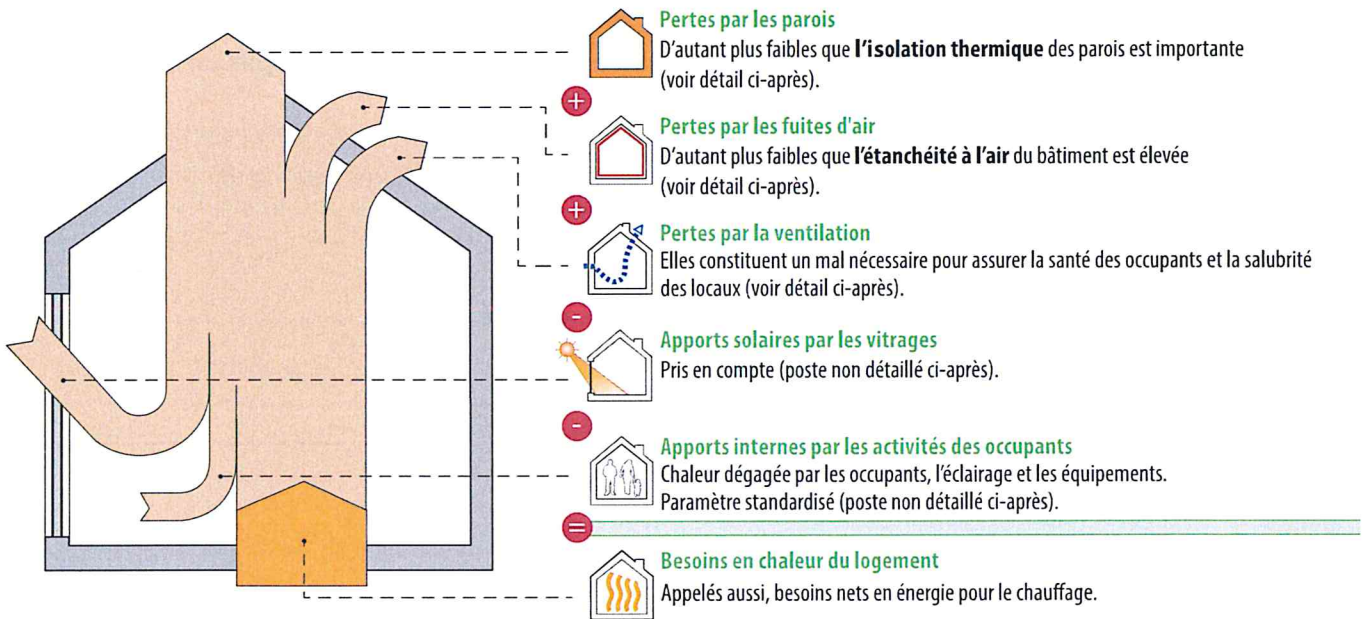 Pertes par les parois
D'autant plus faibles que l'isolation thermique des parois est importante
(voir détail ci-après).
+
Pertes par les fuites d'air
D'autant plus faibles que l'étanchéité à l'air du bâtiment est élevée
(voir détail ci-après).
+
Pertes par la ventilation
Elles constituent un mal nécessaire pour assurer la santé des occupants et la salubrité
des locaux (voir détail ci-après).
-
Apports solaires par les vitrages
Pris en compte (poste non détaillé ci-après).
-
Apports internes par les activités des occupants
Chaleur dégagée par les occupants, l'éclairage et les équipements.
Paramètre standardisé (poste non détaillé ci-après).
=
Besoins en chaleur du logement
Appelés aussi, besoins nets en énergie pour le chauffage.